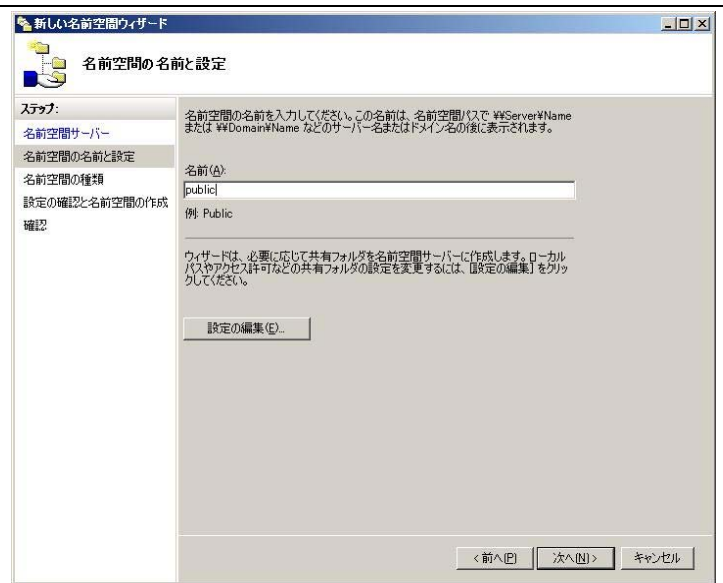 新しい名前空間ウィザード
名前空間の名前と設定
ステップ:
名前空間サーバー
名前空間の名前と設定
名前空間の種類
設定の確認と名前空間の作成
確認
名前空間の名前を入力してください。この名前は、名前空間パスで ¥¥Server¥Name
または ¥¥Domain¥Name などのサーバー名またはドメイン名の後に表示されます。
名前(A):
public
例: Public
ウィザードは、必要に応じて共有フォルダを名前空間サーバーに作成します。ローカル
パスやアクセス許可などの共有フォルダの設定を変更するには、[設定の編集] をクリッ
クしてください。
設定の編集(E)...
< 前へ(P)
次へ(N) >
キャンセル